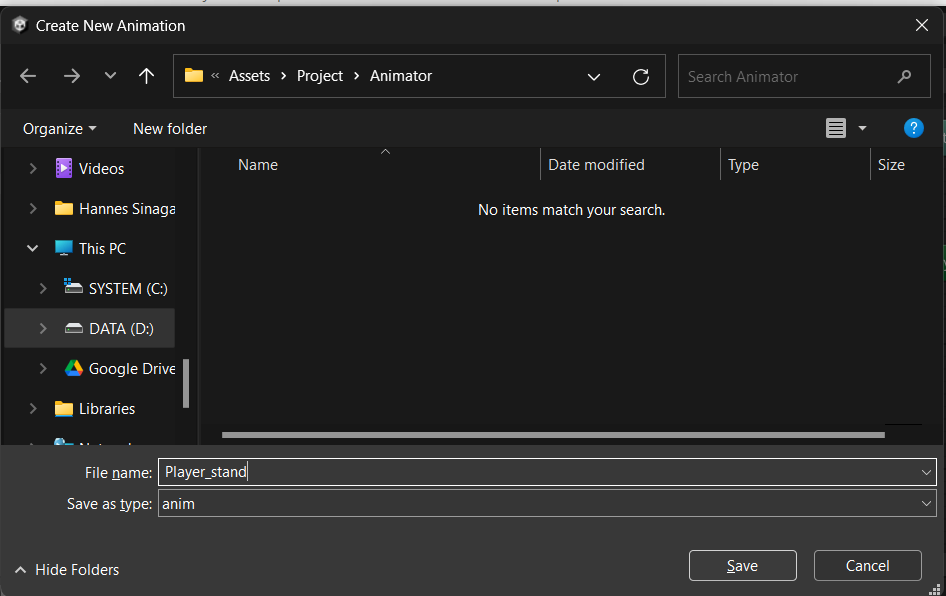 Create New Animation
« Assets > Project > Animator
Search Animator
Organize New folder
?
Name Date modified Type Size
No items match your search.
Videos
Hannes Sinaga
This PC
SYSTEM (C:)
DATA (D:)
Google Drive
Libraries
File name: Player_stand
Save as type: anim
Hide Folders Save Cancel